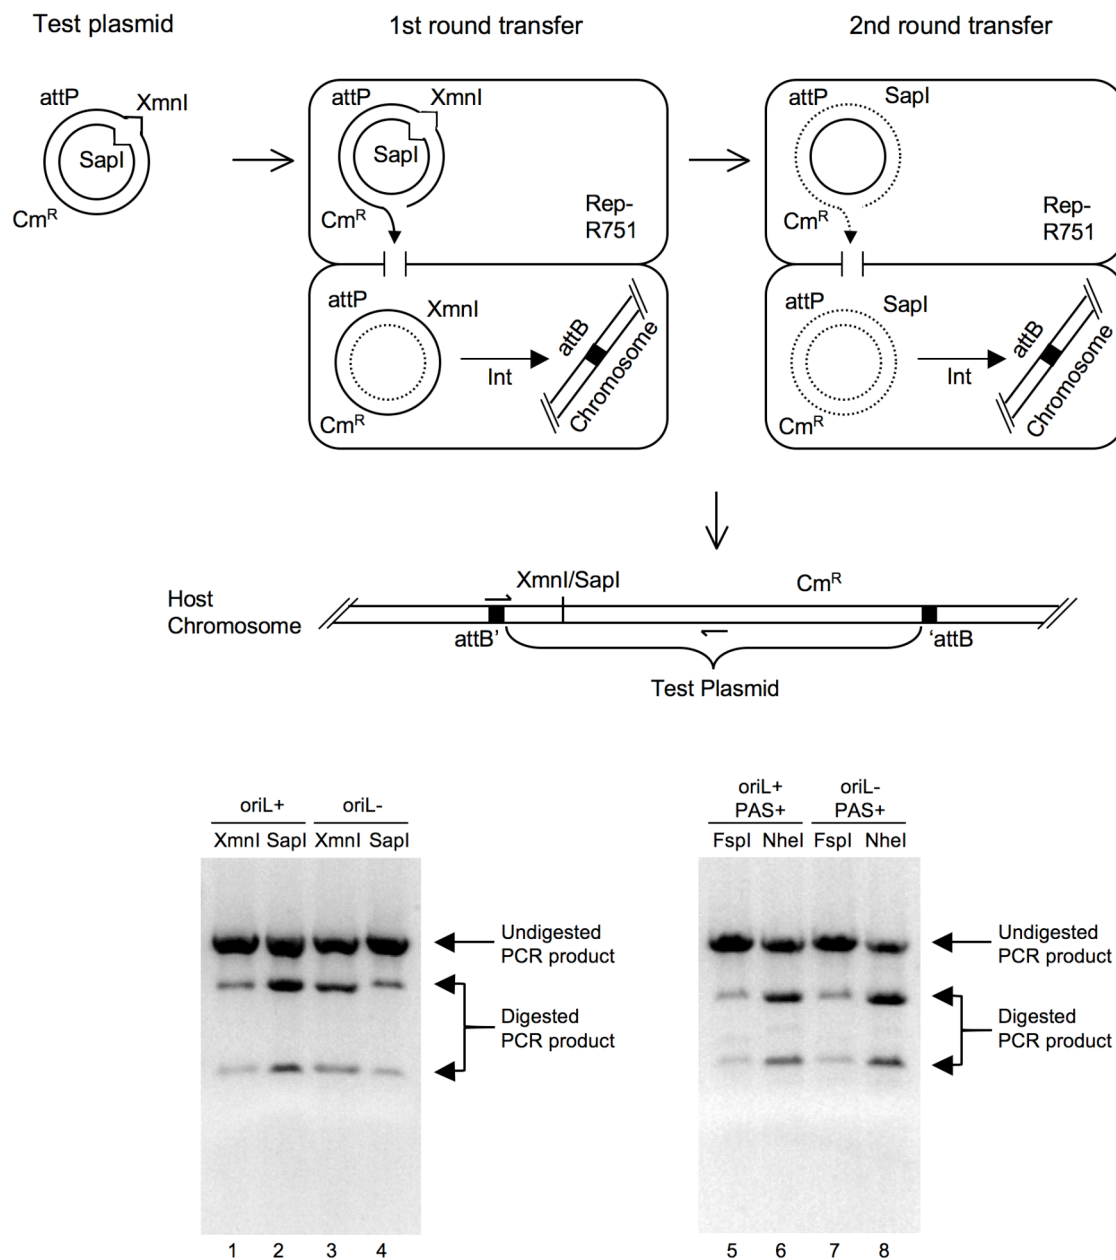 Test plasmid
1st round transfer
2nd round transfer
attP
XmnI
SapI
CmR
attP
XmnI
SapI
CmR
Rep-
R751
attP
XmnI
CmR
Int
attB
Chromosome
attP
SapI
CmR
Rep-
R751
attP
SapI
CmR
Int
attB
Chromosome
XmnI/SapI
CmR
Host
Chromosome
attB'
'attB
Test Plasmid
oriL+ oriL-
XmnI SapI XmnI SapI
Undigested
PCR product
Digested
PCR product
1 2 3 4
oriL+ oriL-
PAS+ PAS+
FspI NheI FspI NheI
Undigested
PCR product
Digested
PCR product
5 6 7 8